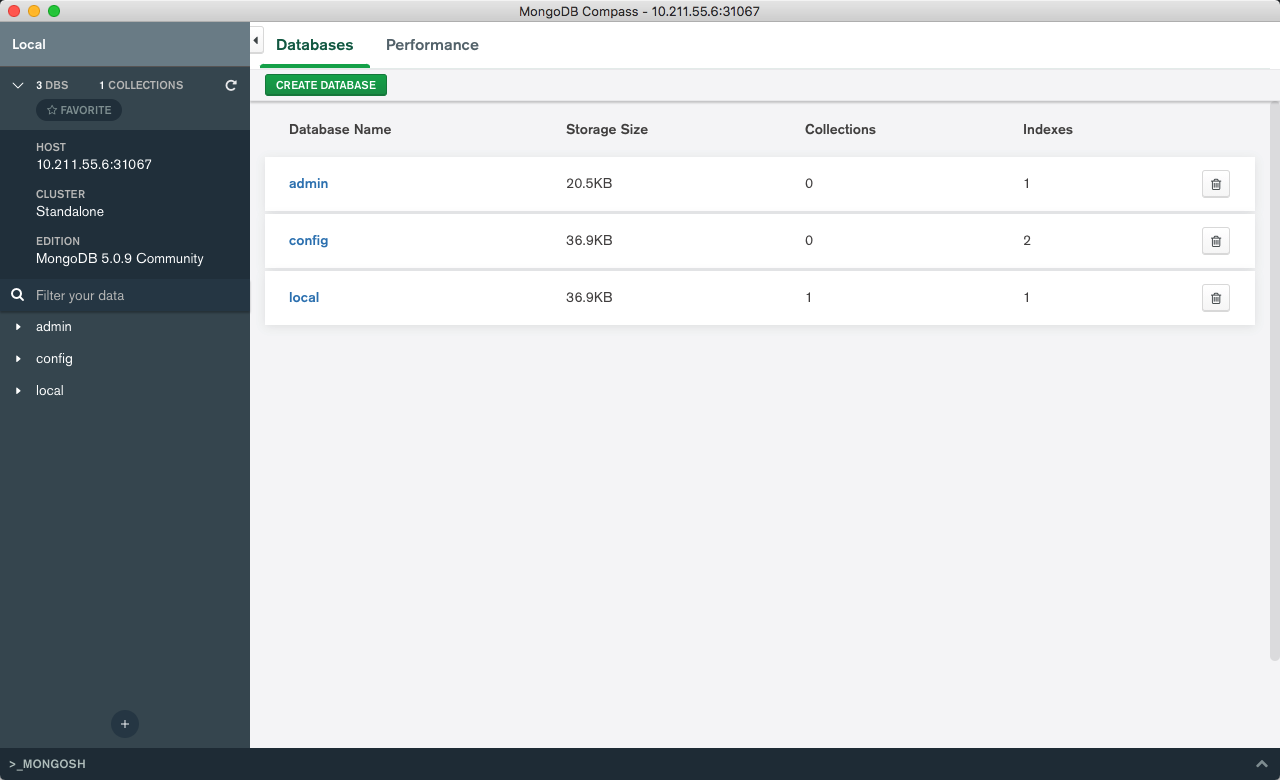 MongoDB Compass - 10.211.55.6:31067
Local
3 DBS 1 COLLECTIONS
FAVORITE
HOST
10.211.55.6:31067
CLUSTER
Standalone
EDITION
MongoDB 5.0.9 Community
Filter your data
admin
config
local
Databases Performance
CREATE DATABASE
Database Name Storage Size Collections Indexes
admin 20.5KB 0 1
config 36.9KB 0 2
local 36.9KB 1 1
>_MONGOSH